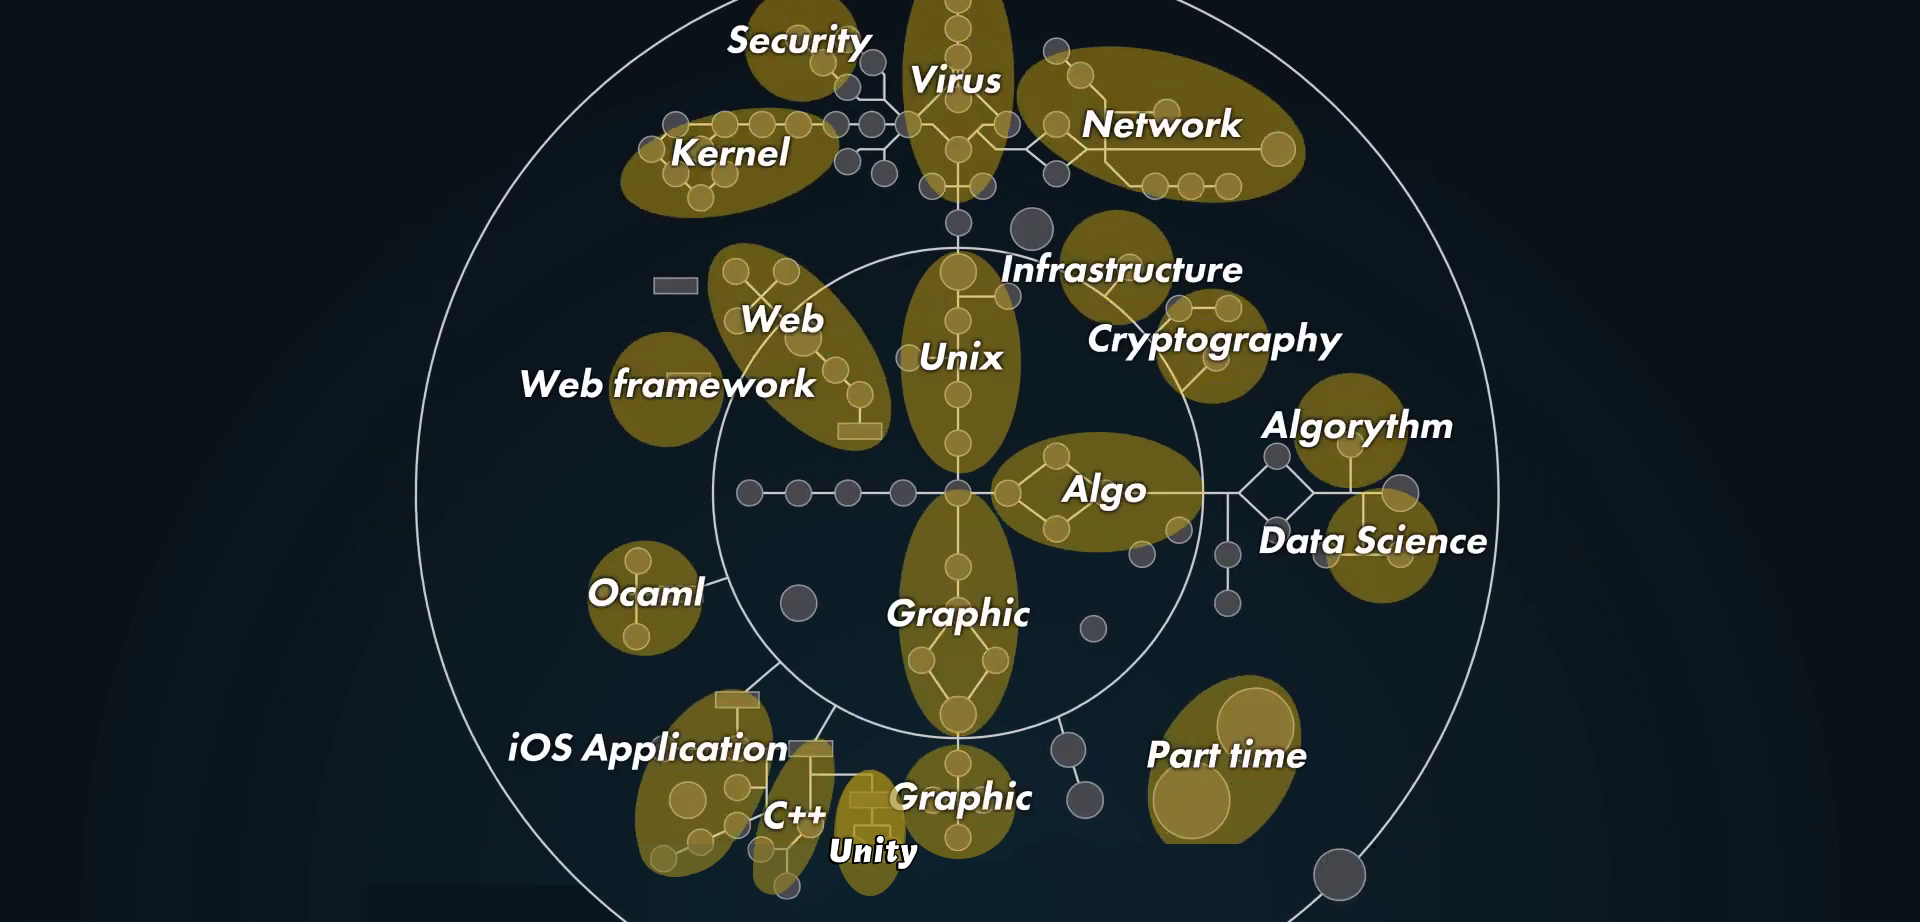 Security
Virus
Network
Kernel
Infrastructure
Web
Cryptography
Unix
Web framework
Algorythm
Algo
Data Science
Ocaml
Graphic
iOS Application
Part time
Graphic
C++
Unity